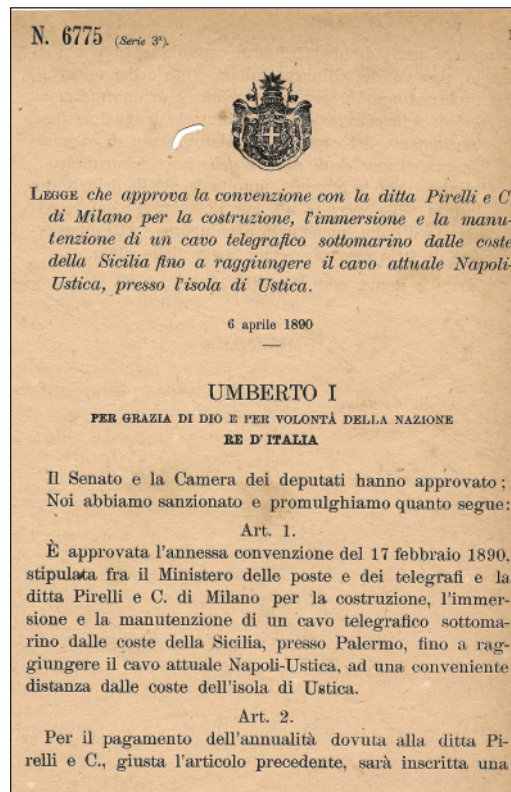 N. 6775 (Serie 3ª).
LEGGE che approva la convenzione con la ditta Pirelli e C
di Milano per la costruzione, l'immersione e la manu-
tenzione di un cavo telegrafico sottomarino dalle coste
della Sicilia fino a raggiungere il cavo attuale Napoli-
Ustica, presso l'isola di Ustica.
6 aprile 1890
UMBERTO I
PER GRAZIA DI DIO E PER VOLONTÀ DELLA NAZIONE
RE D'ITALIA
Il Senato e la Camera dei deputati hanno approvato;
Noi abbiamo sanzionato e promulghiamo quanto segue:
Art. 1.
È approvata l'annessa convenzione del 17 febbraio 1890,
stipulata fra il Ministero delle poste e dei telegrafi e la
ditta Pirelli e C. di Milano per la costruzione, l'immer-
sione e la manutenzione di un cavo telegrafico sottoma-
rino dalle coste della Sicilia, presso Palermo, fino a rag-
giungere il cavo attuale Napoli-Ustica, ad una conveniente
distanza dalle coste dell'isola di Ustica.
Art. 2.
Per il pagamento dell'annualità dovuta alla ditta Pi-
relli e C., giusta l'articolo precedente, sarà inscritta una